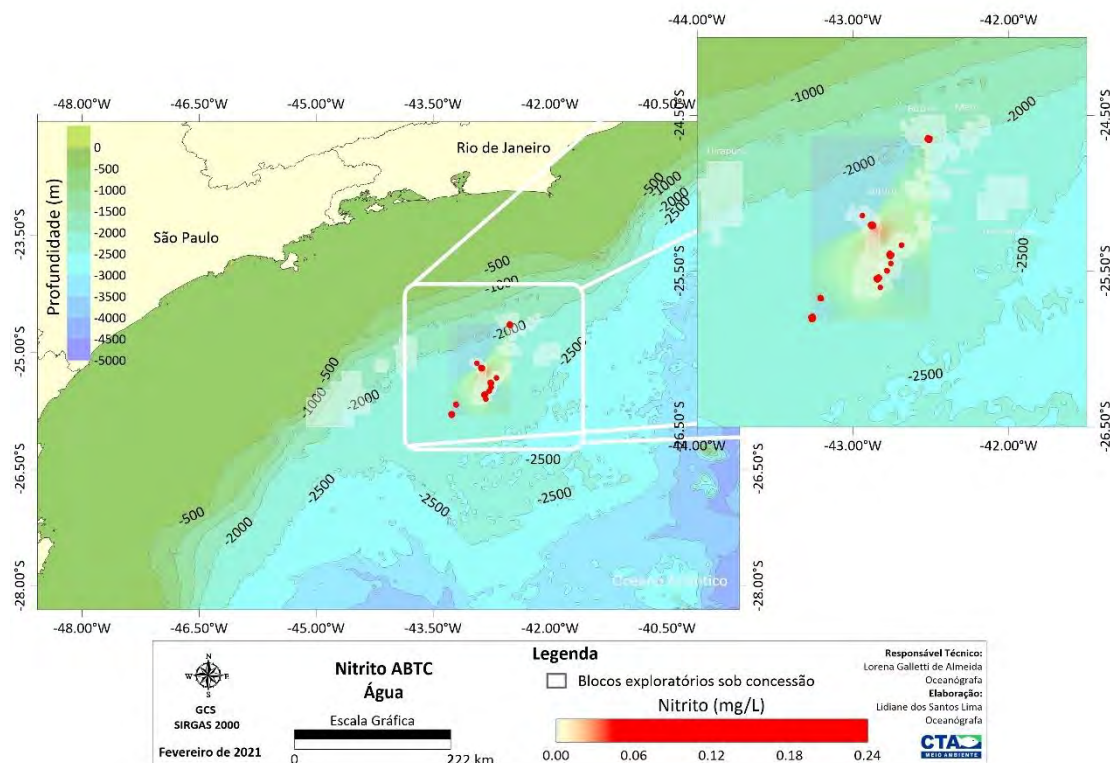 -44.00°W -43.00°W -42.00°W
-48.00°W -46.50°W -45.00°W -43.50°W -42.00°W -40.50°W
Profundidade (m)
0
-500
-1000
-1500
-2000
-2500
-3000
-3500
-4000
-4500
-5000
São Paulo
Rio de Janeiro
-500
-2000
-2500
-500
-1000
-2000
-2500
-500
-1000
-2000
-2500
-2500
-2500
-2500
-500
-2000
-23.50°S
-25.00°S
-26.50°S
-28.00°S
-26.50°S
-28.00°S
-1000
-2000
-2000
-2500
-2500
-24.50°S
-25.50°S
-26.50°S
-24.50°S
-25.50°S
-26.50°S
-44.00°W -43.00°W -42.00°W
Oceano Atlântico
-48.00°W -46.50°W -45.00°W -43.50°W -42.00°W -40.50°W
N
W E
S
GCS
SIRGAS 2000
Fevereiro de 2021
Nitrito ABTC
Água
Escala Gráfica
0 222 km
Legenda
Blocos exploratórios sob concessão
Nitrito (mg/L)
0.00 0.06 0.12 0.18 0.24
Responsável Técnico:
Lorena Galletti de Almeida
Oceanógrafa
Elaboração:
Lidiane dos Santos Lima
Oceanógrafa
CTA
MEIO AMBIENTE